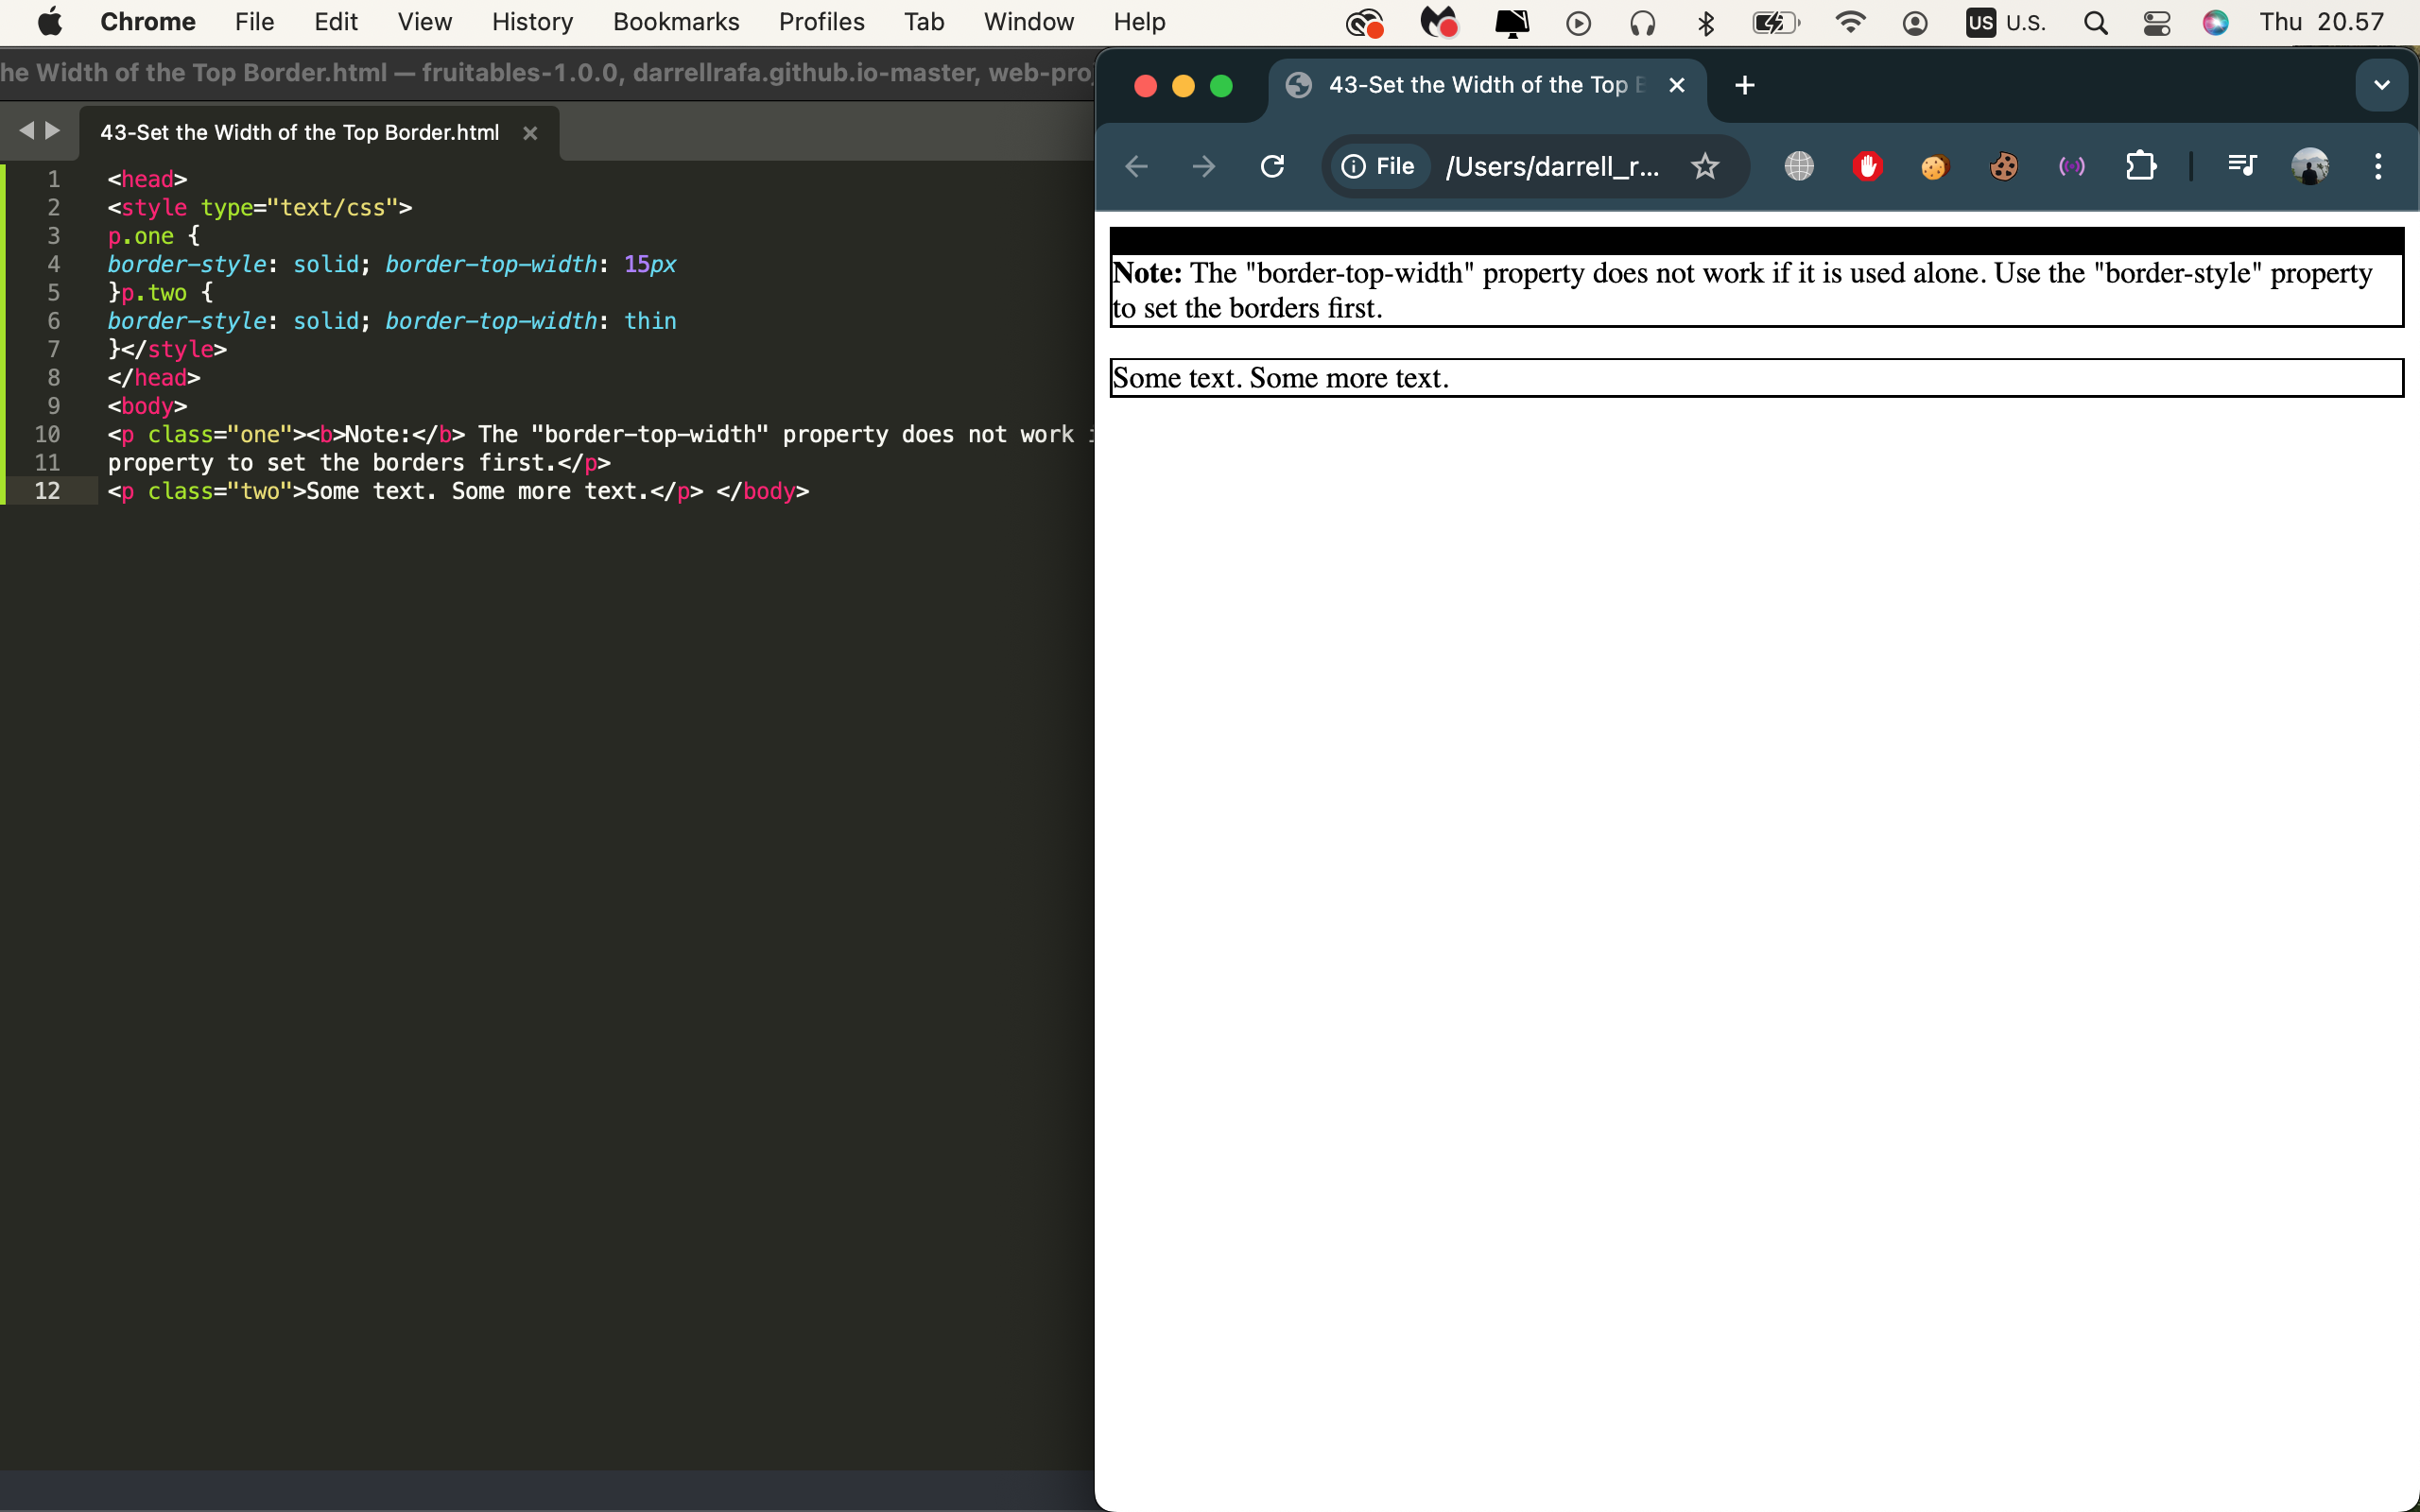 Chrome File Edit View History Bookmarks Profiles Tab Window Help US U.S. Thu 20.57
he Width of the Top Border.html — fruitables-1.0.0, darrellrafa.github.io-master, web-pro
43-Set the Width of the Top Border.html
1 <head>
2 <style type="text/css">
3 p.one {
4 border-style: solid; border-top-width: 15px
5 }p.two {
6 border-style: solid; border-top-width: thin
7 }</style>
8 </head>
9 <body>
10 <p class="one"><b>Note:</b> The "border-top-width" property does not work
11 property to set the borders first.</p>
12 <p class="two">Some text. Some more text.</p> </body>
43-Set the Width of the Top
File /Users/darrell_r...
Note: The "border-top-width" property does not work if it is used alone. Use the "border-style" property
to set the borders first.
Some text. Some more text.